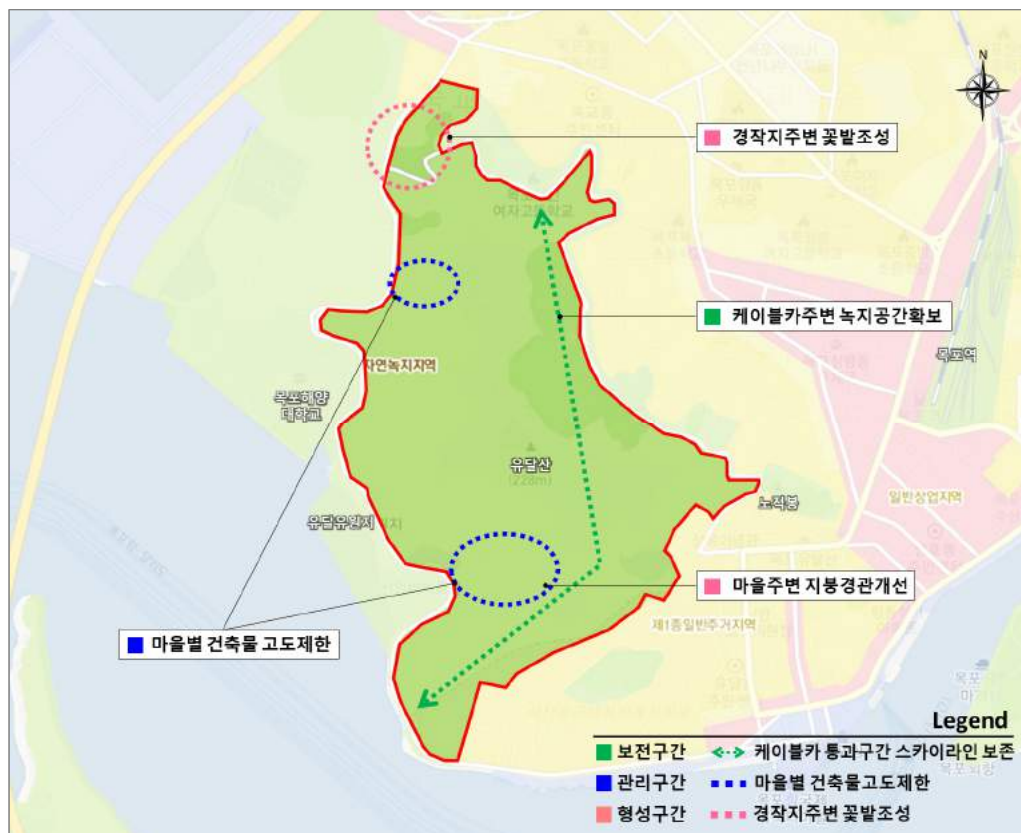 N
경작지주변 꽃밭조성
여자고등학교
케이블카주변 녹지공간확보
목포역
자연녹지지역
목포해양
대학교
유달산
(228m)
노적봉
일반상업지역
유달유원지
마을주변 지붕경관개선
제1종일반주거지역
마을별 건축물 고도제한
Legend
보전구간
케이블카 통과구간 스카이라인 보존
관리구간
마을별 건축물고도제한
형성구간
경작지주변 꽃밭조성